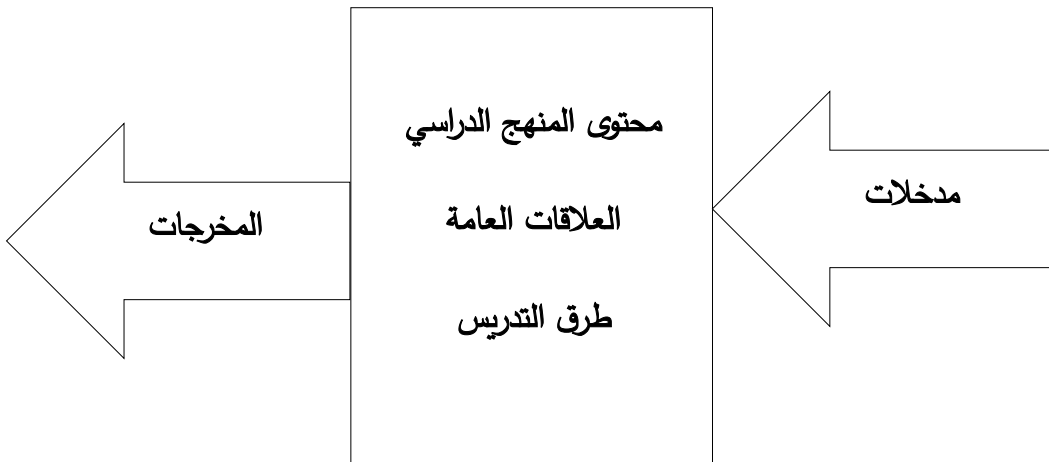 مدخلات
محتوى المنهج الدراسي
العلاقات العامة
طرق التدريس
المخرجات